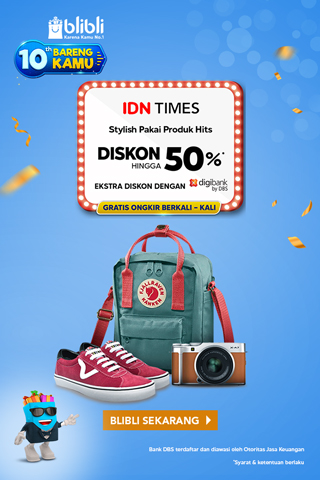 blibli
Karena Kamu No.1
10th BARENG
KAMU
IDN TIMES
Stylish Pakai Produk Hits
DISKON
HINGGA
50%*
EKSTRA DISKON DENGAN digibank
by DBS
GRATIS ONGKIR BERKALI – KALI
FJÄLLRÄVEN
KÅNKEN
BLIBLI SEKARANG
Bank DBS terdaftar dan diawasi oleh Otoritas Jasa Keuangan
*Syarat & ketentuan berlaku